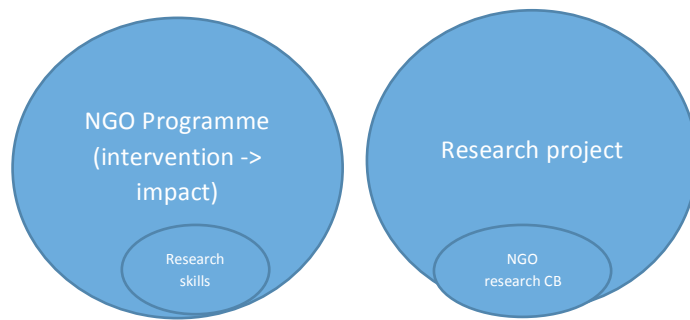 NGO Programme
(intervention ->
impact)
Research
skills
Research project
NGO
research CB